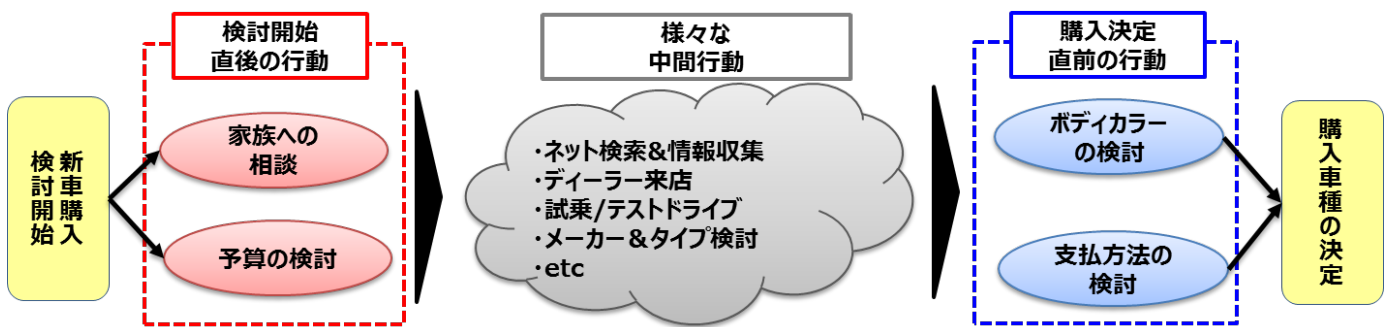 新車購入
検討開始
検討開始
直後の行動
家族への
相談
予算の検討
様々な
中間行動
・ネット検索&情報収集
・ディーラー来店
・試乗/テストドライブ
・メーカー＆タイプ検討
・etc
購入決定
直前の行動
ボディカラー
の検討
支払方法の
検討
購入車種の決定